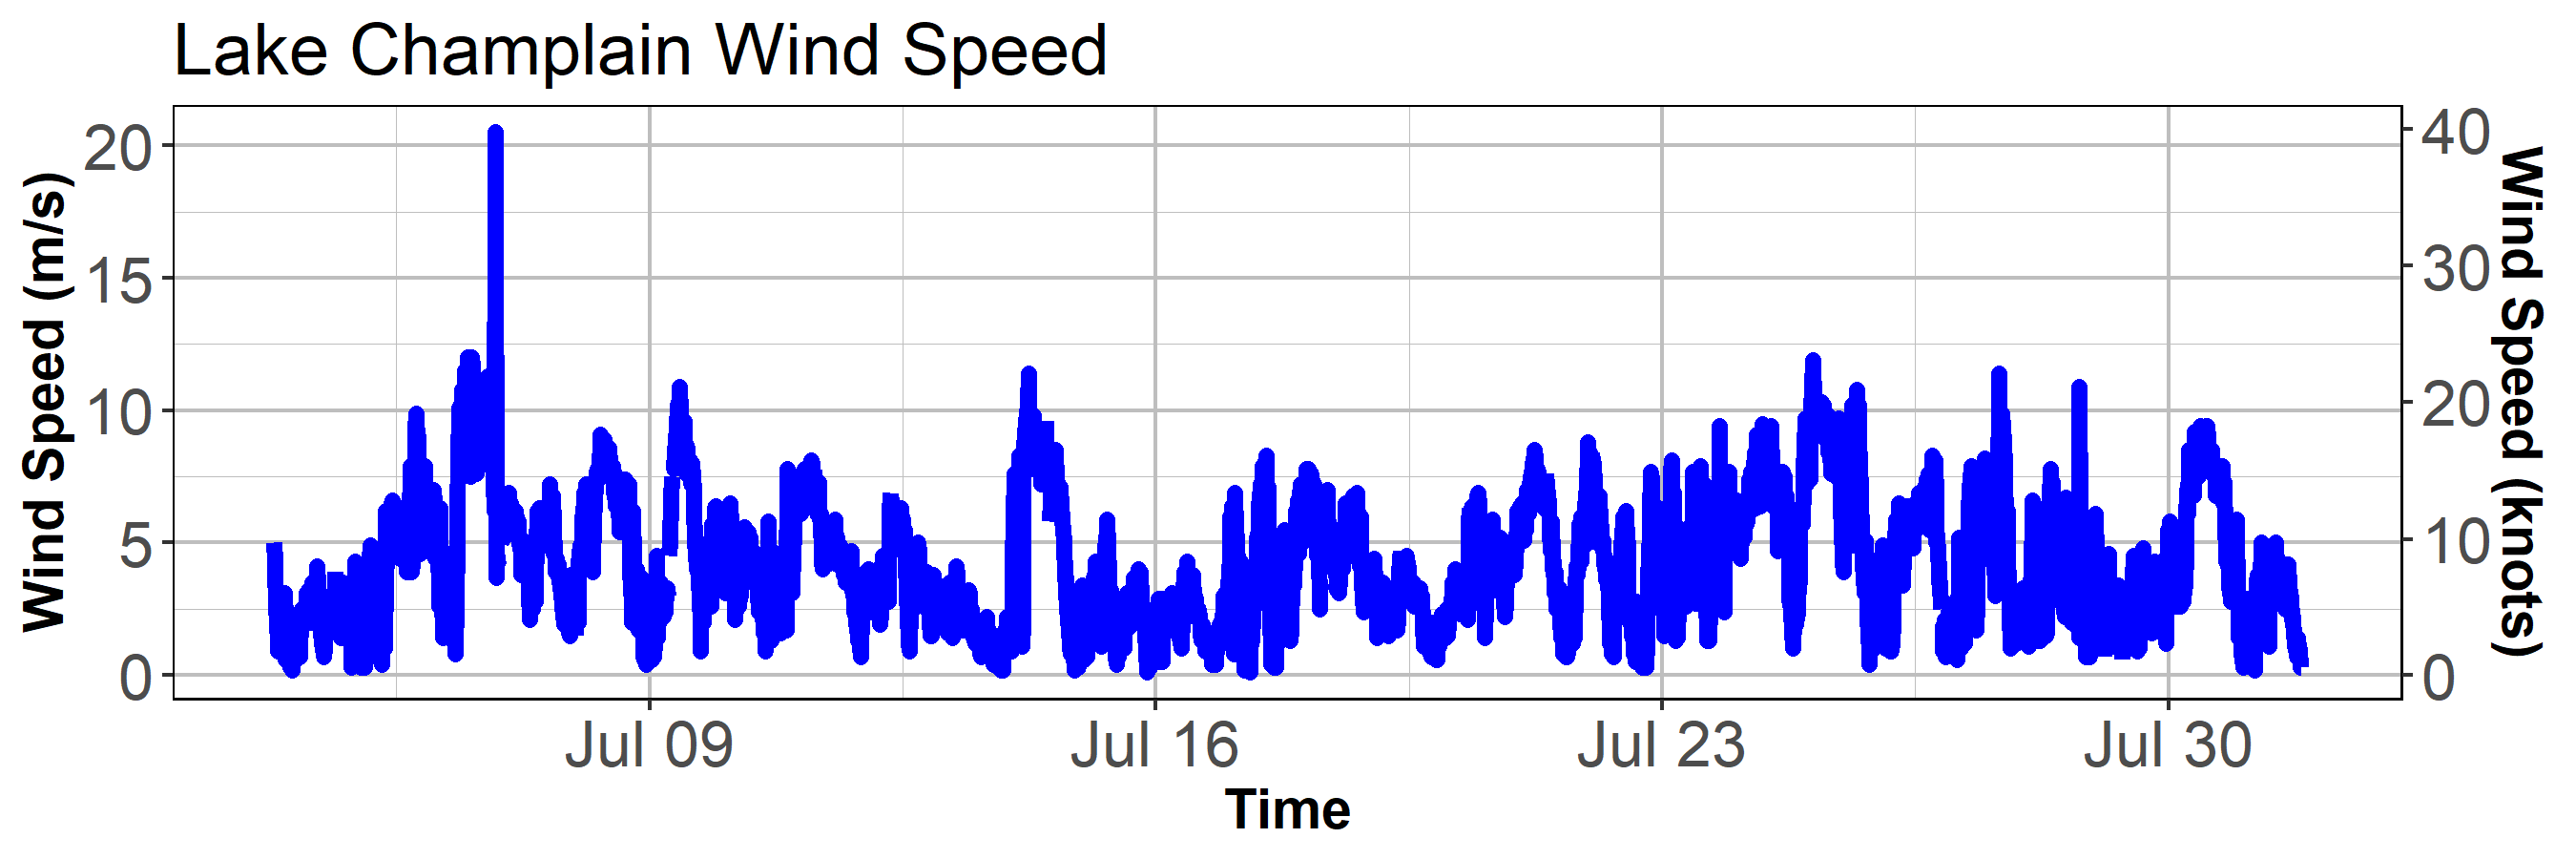 Lake Champlain Wind Speed
Wind Speed (m/s)
20
15
10
5
0
40
30
20
10
0
Wind Speed (knots)
Jul 09
Jul 16
Jul 23
Jul 30
Time